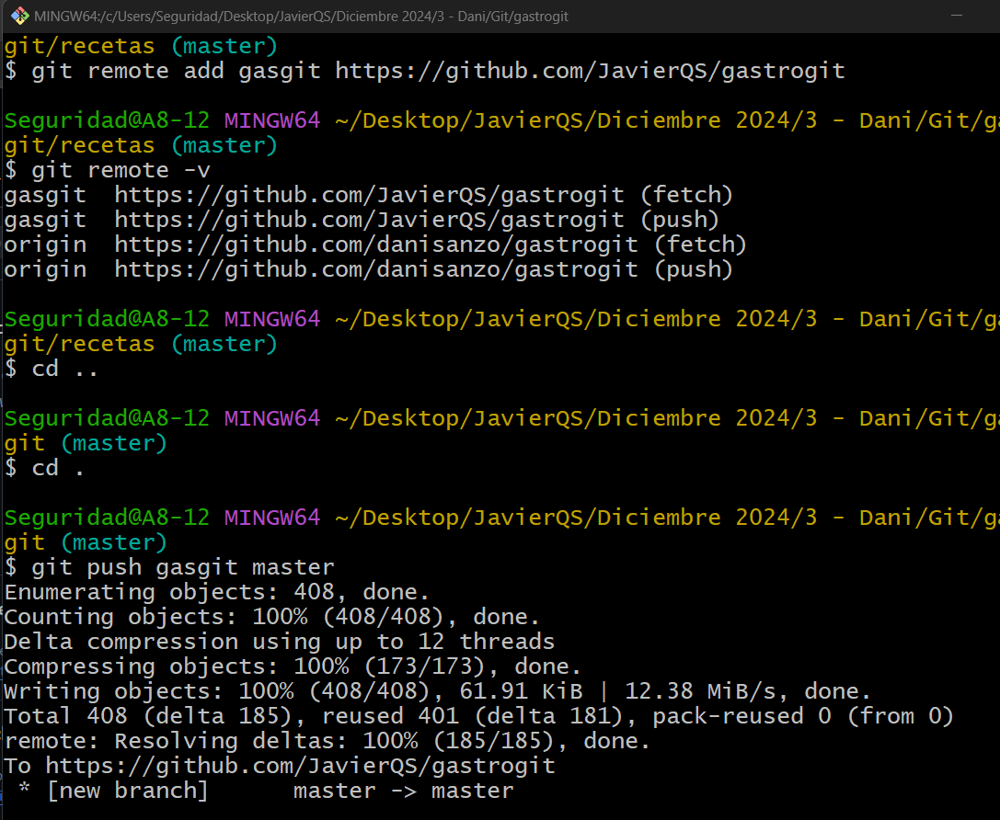 MINGW64:/c/Users/Seguridad/Desktop/JavierQS/Diciembre 2024/3 - Dani/Git/gastrogit
git/recetas (master)
$ git remote add gasgit https://github.com/JavierQS/gastrogit
Seguridad@A8-12 MINGW64 ~/Desktop/JavierQS/Diciembre 2024/3 - Dani/Git/ga
git/recetas (master)
$ git remote -v
gasgit  https://github.com/JavierQS/gastrogit (fetch)
gasgit  https://github.com/JavierQS/gastrogit (push)
origin  https://github.com/danisanzo/gastrogit (fetch)
origin  https://github.com/danisanzo/gastrogit (push)
Seguridad@A8-12 MINGW64 ~/Desktop/JavierQS/Diciembre 2024/3 - Dani/Git/ga
git/recetas (master)
$ cd ..
Seguridad@A8-12 MINGW64 ~/Desktop/JavierQS/Diciembre 2024/3 - Dani/Git/ga
git (master)
$ cd .
Seguridad@A8-12 MINGW64 ~/Desktop/JavierQS/Diciembre 2024/3 - Dani/Git/ga
git (master)
$ git push gasgit master
Enumerating objects: 408, done.
Counting objects: 100% (408/408), done.
Delta compression using up to 12 threads
Compressing objects: 100% (173/173), done.
Writing objects: 100% (408/408), 61.91 KiB | 12.38 MiB/s, done.
Total 408 (delta 185), reused 401 (delta 181), pack-reused 0 (from 0)
remote: Resolving deltas: 100% (185/185), done.
To https://github.com/JavierQS/gastrogit
 * [new branch]      master -> master